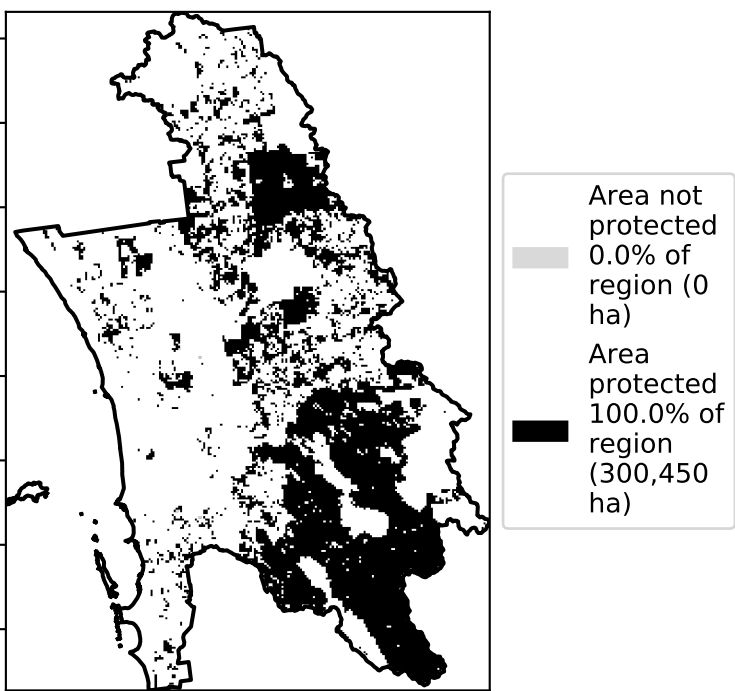 Area not
protected
0.0% of
region (0
ha)
Area
protected
100.0% of
region
(300,450
ha)